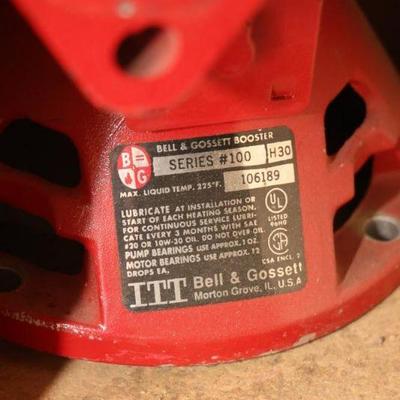 BELL & GOSSETT BOOSTER
B G
SERIES #100 H30
106189
MAX. LIQUID TEMP. 225°F.
LUBRICATE AT INSTALLATION OR
START OF EACH HEATING SEASON.
FOR CONTINUOUS SERVICE LUBRI-
CATE EVERY 3 MONTHS WITH SAE
#20 OR 10W-30 OIL. DO NOT OVER OIL.
PUMP BEARINGS USE APPROX. 1 OZ.
MOTOR BEARINGS USE APPROX. 12
DROPS EA.
UL
LISTED
96H0
CSA ENCL. 2
ITT Bell & Gossett
Morton Grove, IL, U.S.A